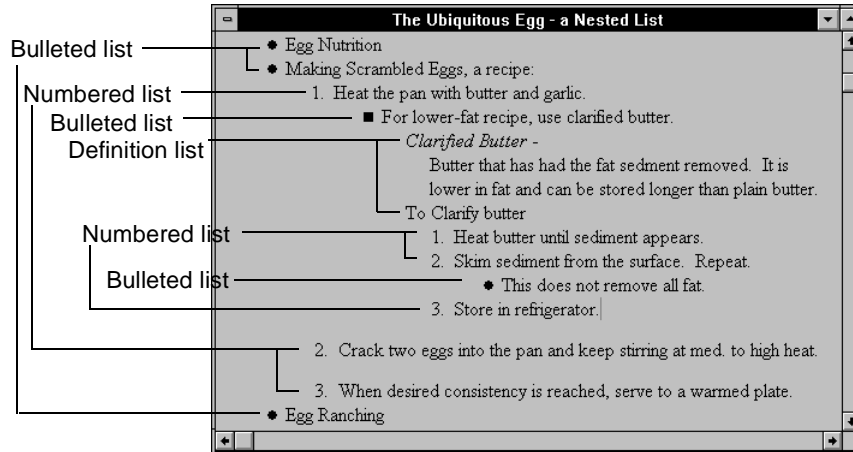 The Ubiquitous Egg - a Nested List
Bulleted list
• Egg Nutrition
• Making Scrambled Eggs, a recipe:
Numbered list
1. Heat the pan with butter and garlic.
Bulleted list
■ For lower-fat recipe, use clarified butter.
Definition list
Clarified Butter -
Butter that has had the fat sedment removed. It is
lower in fat and can be stored longer than plain butter.
To Clarify butter
Numbered list
1. Heat butter until sediment appears.
2. Skim sediment from the surface. Repeat.
Bulleted list
• This does not remove all fat.
3. Store in refrigerator.
2. Crack two eggs into the pan and keep stirring at med. to high heat.
3. When desired consistency is reached, serve to a warmed plate.
• Egg Ranching